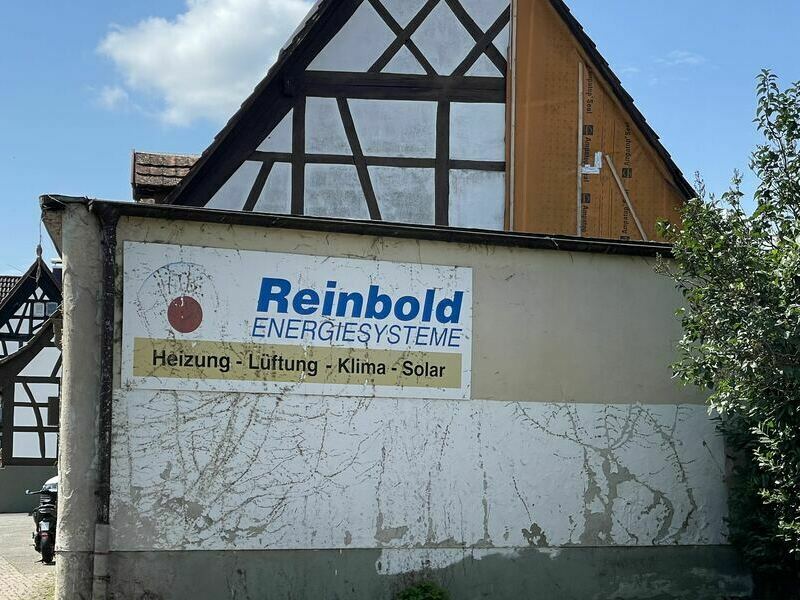 Reinbold
ENERGIESYSTEME
Heizung - Lüftung - Klima - Solar